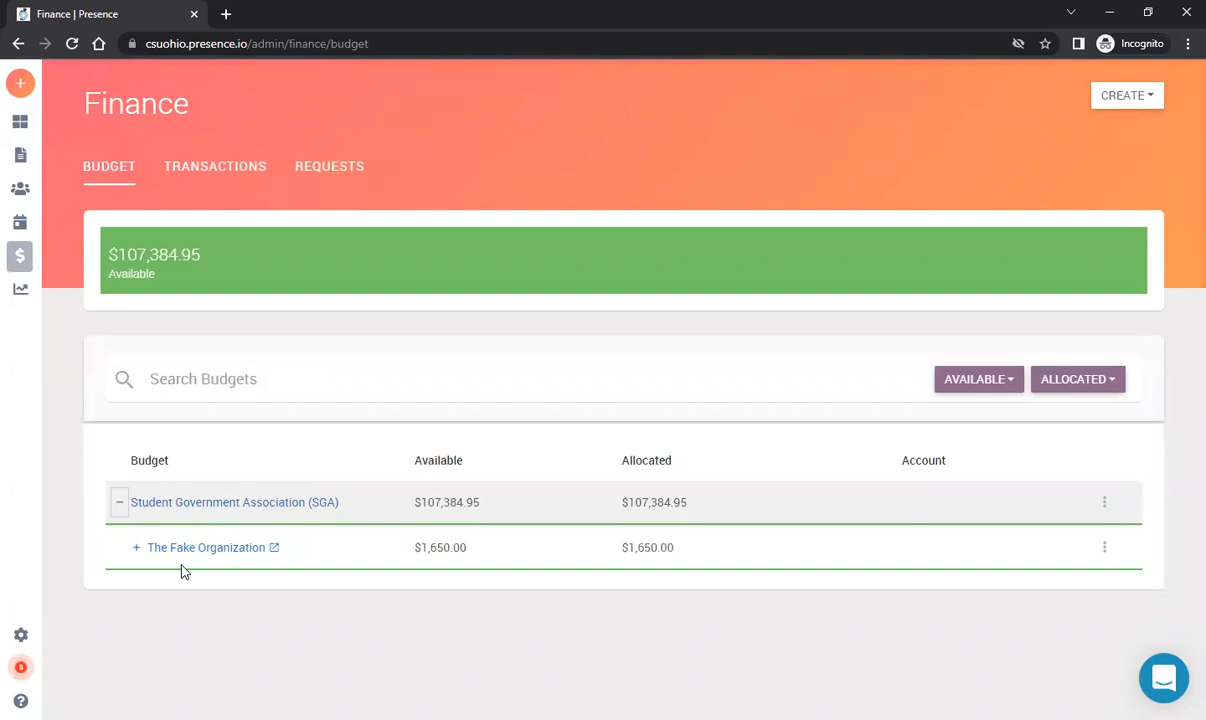 Finance | Presence
csuohio.presence.io/admin/finance/budget
Incognito
Finance
CREATE
BUDGET TRANSACTIONS REQUESTS
$107,384.95
Available
Search Budgets
AVAILABLE ALLOCATED
Budget Available Allocated Account
Student Government Association (SGA) $107,384.95 $107,384.95
The Fake Organization $1,650.00 $1,650.00